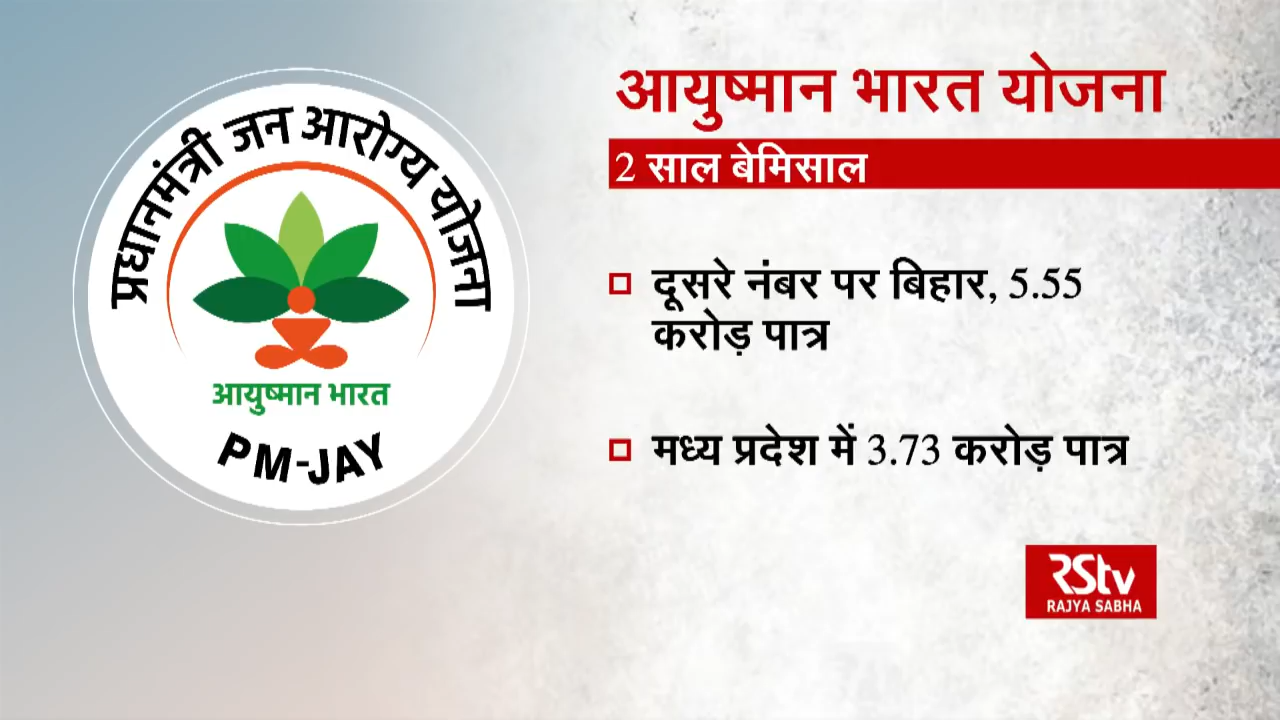 प्रधानमंत्री जन आरोग्य योजना
आयुष्मान भारत
PM-JAY
आयुष्मान भारत योजना
2 साल बेमिसाल
दूसरे नंबर पर बिहार, 5.55
करोड़ पात्र
मध्य प्रदेश में 3.73 करोड़ पात्र
RStv
RAJYA SABHA